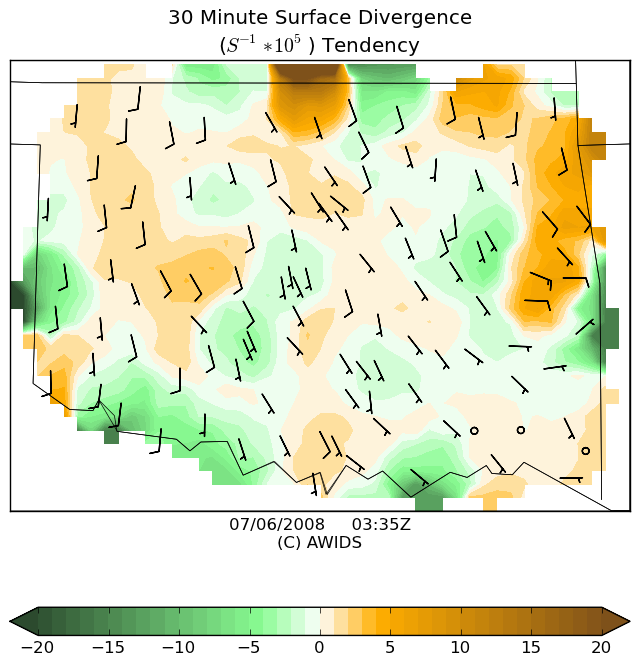 30 Minute Surface Divergence
(S⁻¹ *10⁵ ) Tendency
07/06/2008 03:35Z
(C) AWIDS
−20 −15 −10 −5 0 5 10 15 20